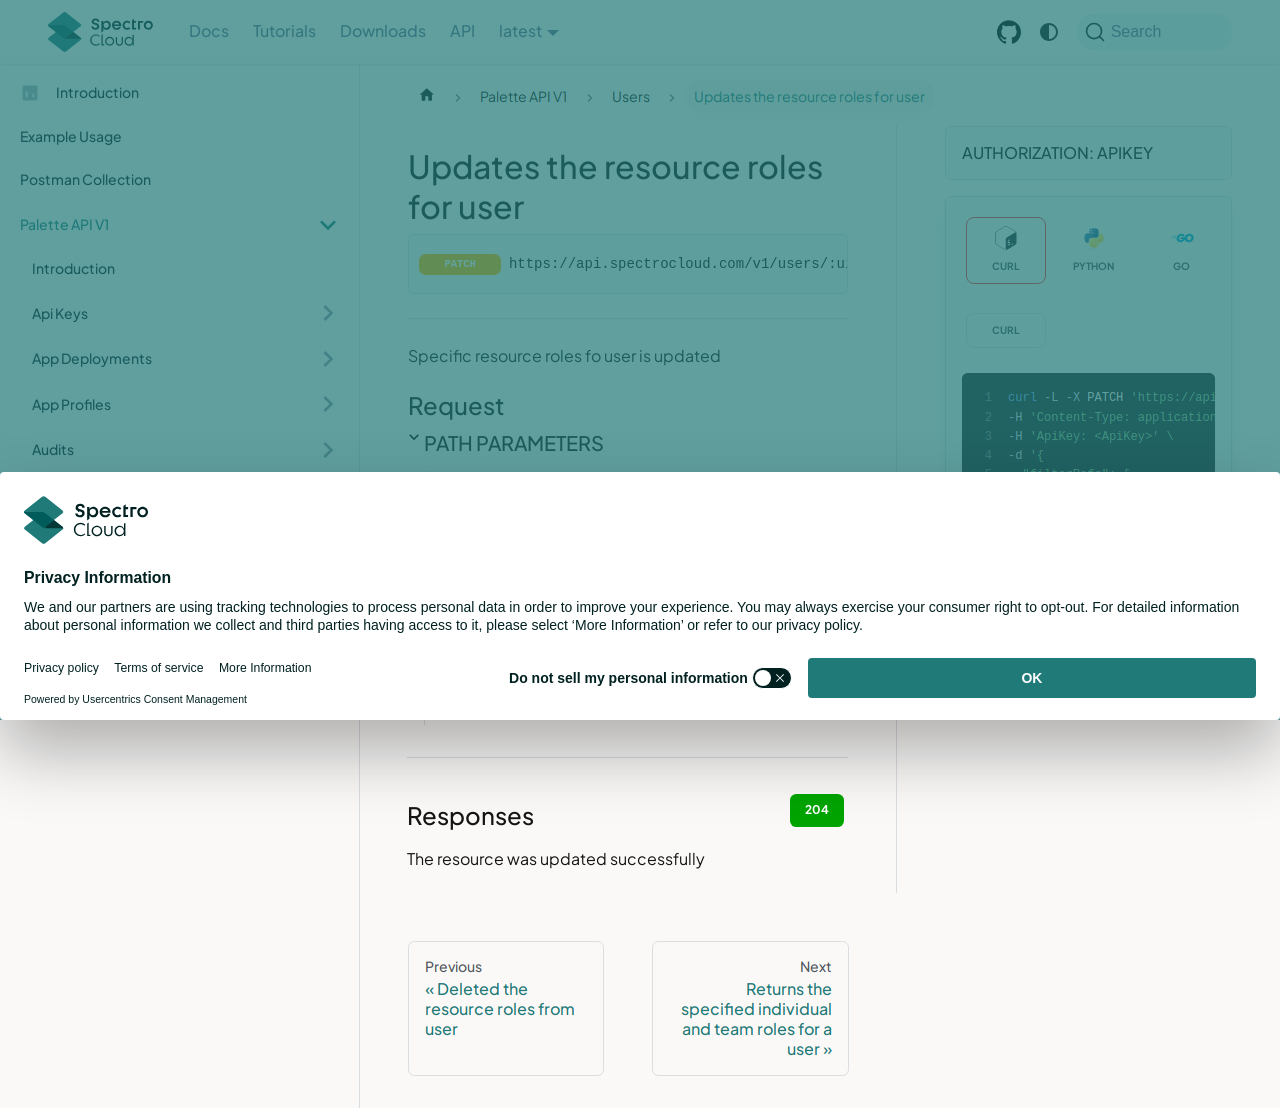 Spectro Cloud
Docs
Tutorials
Downloads
API
latest
Search
Introduction
Example Usage
Postman Collection
Palette API V1
Introduction
Api Keys
App Deployments
App Profiles
Audits
Palette API V1
Users
Updates the resource roles for user
Updates the resource roles
for user
PATCH
https://api.spectrocloud.com/v1/users/:u
Specific resource roles fo user is updated
Request
PATH PARAMETERS
AUTHORIZATION: APIKEY
CURL
PYTHON
GO
CURL
1 curl -L -X PATCH 'https://api
2 -H 'Content-Type: application
3 -H 'ApiKey: <ApiKey>' \
4 -d '{
Spectro
Cloud
Privacy Information
We and our partners are using tracking technologies to process personal data in order to improve your experience. You may always exercise your consumer right to opt-out. For detailed information
about personal information we collect and third parties having access to it, please select ‘More Information’ or refer to our privacy policy.
Privacy policy
Terms of service
More Information
Powered by Usercentrics Consent Management
Do not sell my personal information
OK
Responses
204
The resource was updated successfully
Previous
« Deleted the
resource roles from
user
Next
Returns the
specified individual
and team roles for a
user »